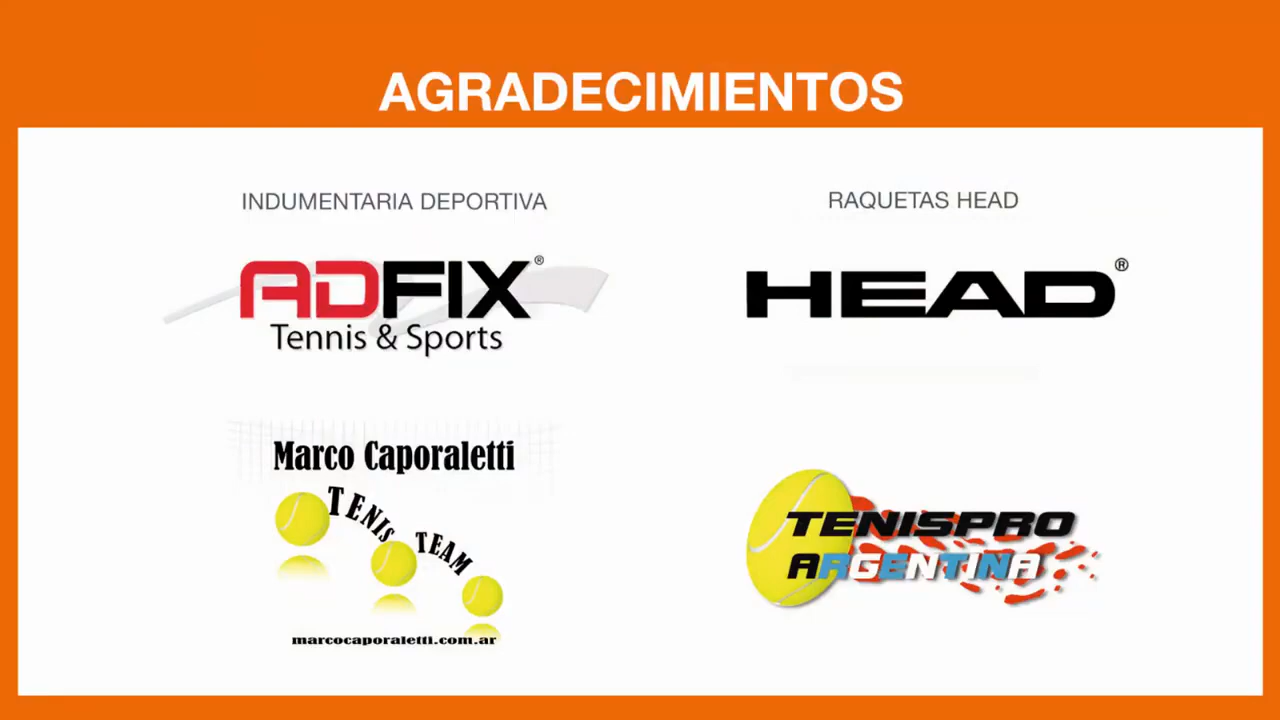 AGRADECIMIENTOS
INDUMENTARIA DEPORTIVA
ADFIX®
Tennis & Sports
RAQUETAS HEAD
HEAD®
Marco Caporaletti
TENIS TEAM
marcocaporaletti.com.ar
TENISPRO
ARGENTINA